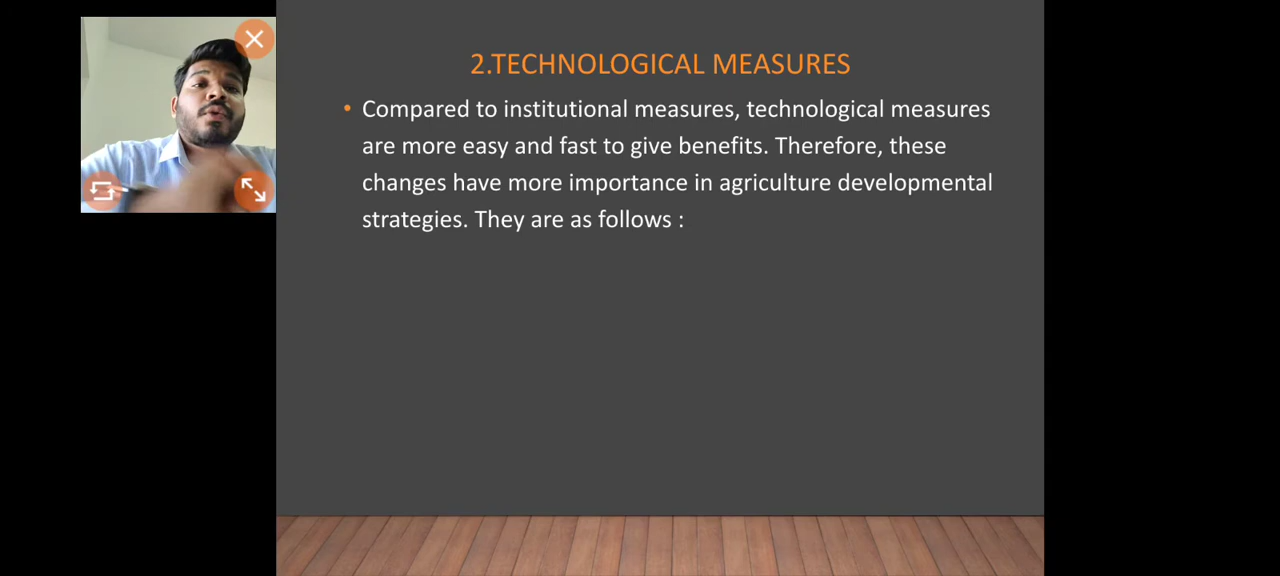 2.TECHNOLOGICAL MEASURES
• Compared to institutional measures, technological measures
are more easy and fast to give benefits. Therefore, these
changes have more importance in agriculture developmental
strategies. They are as follows :